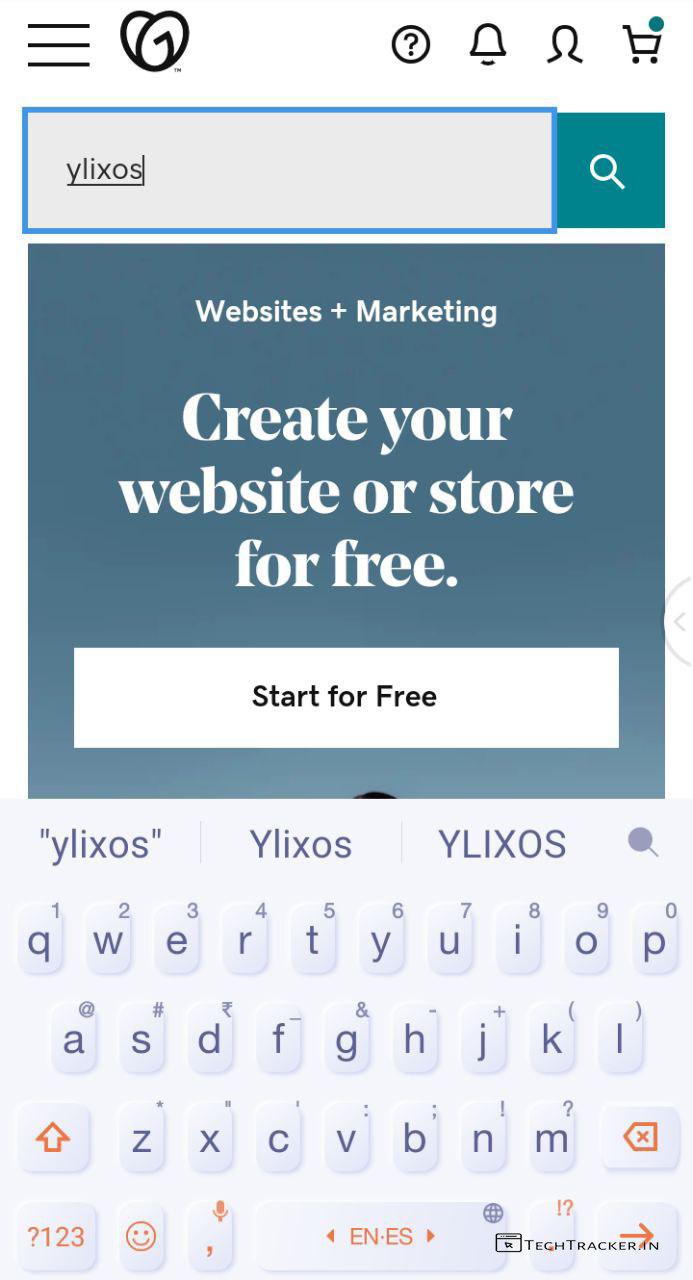 TM
ylixos
Websites + Marketing
Create your
website or store
for free.
Start for Free
"ylixos" Ylixos YLIXOS
1 2 3 4 5 6 7 8 9 0
q w e r t y u i o p
@ # ₹ _ & - + ( )
a s d f g h j k l
* " ' : ; ! ?
z x c v b n m
!?
?123 , EN·ES .
TECHTRACKER.IN